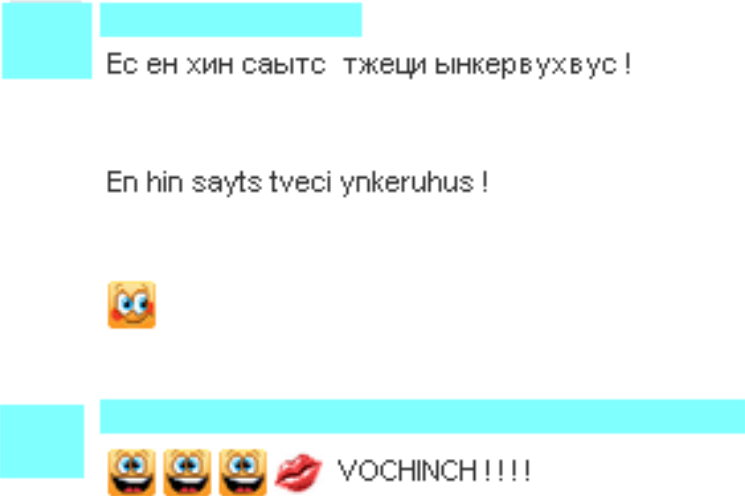 Ес ен хин саытс тжеци ынкервухвус !
En hin sayts tveci ynkeruhus !
VOCHINCH ! ! ! !